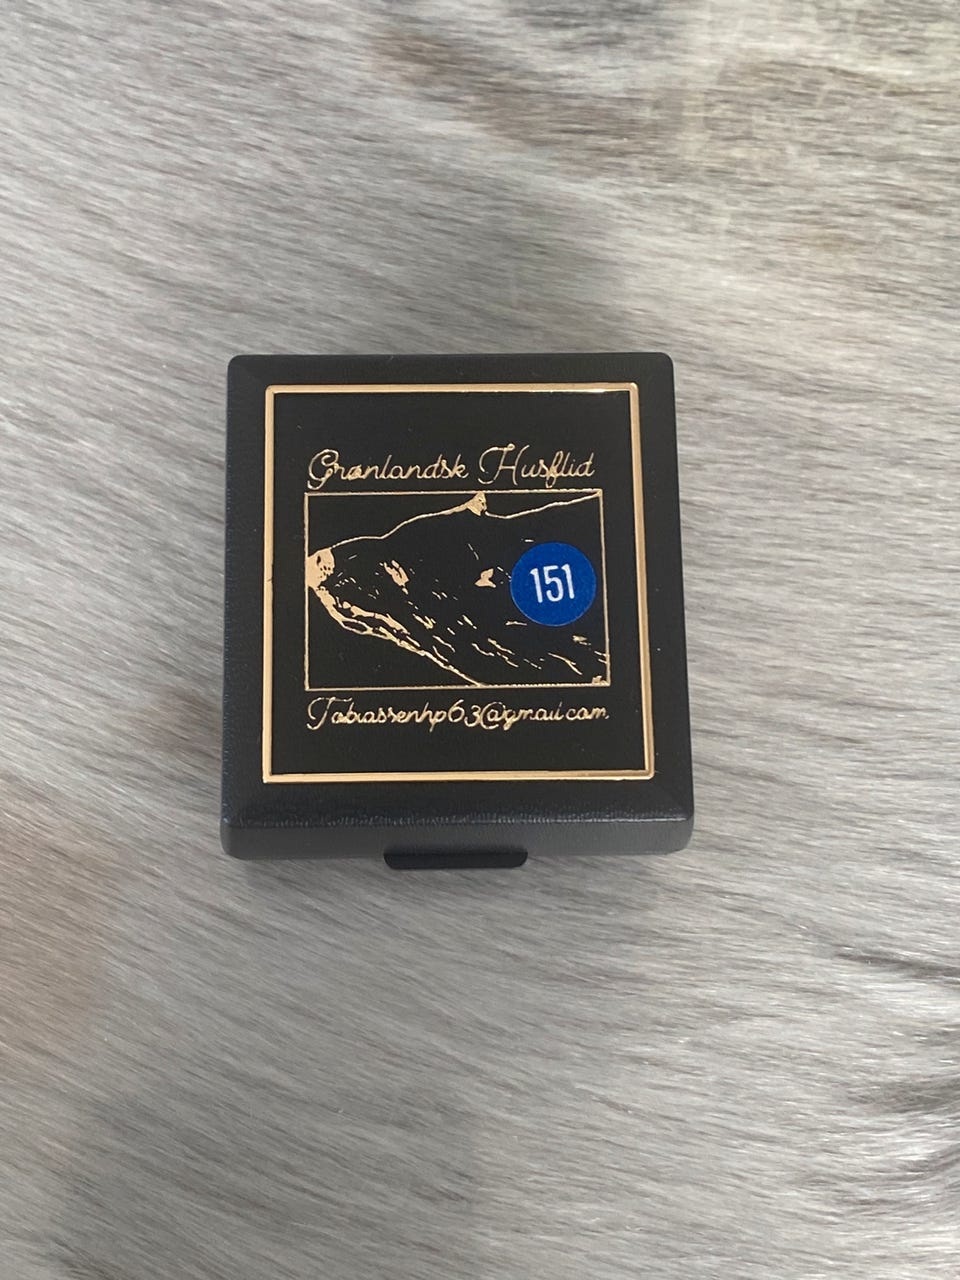 Grønlandsk Husflid
151
Tobiassenhp63@gmail.com